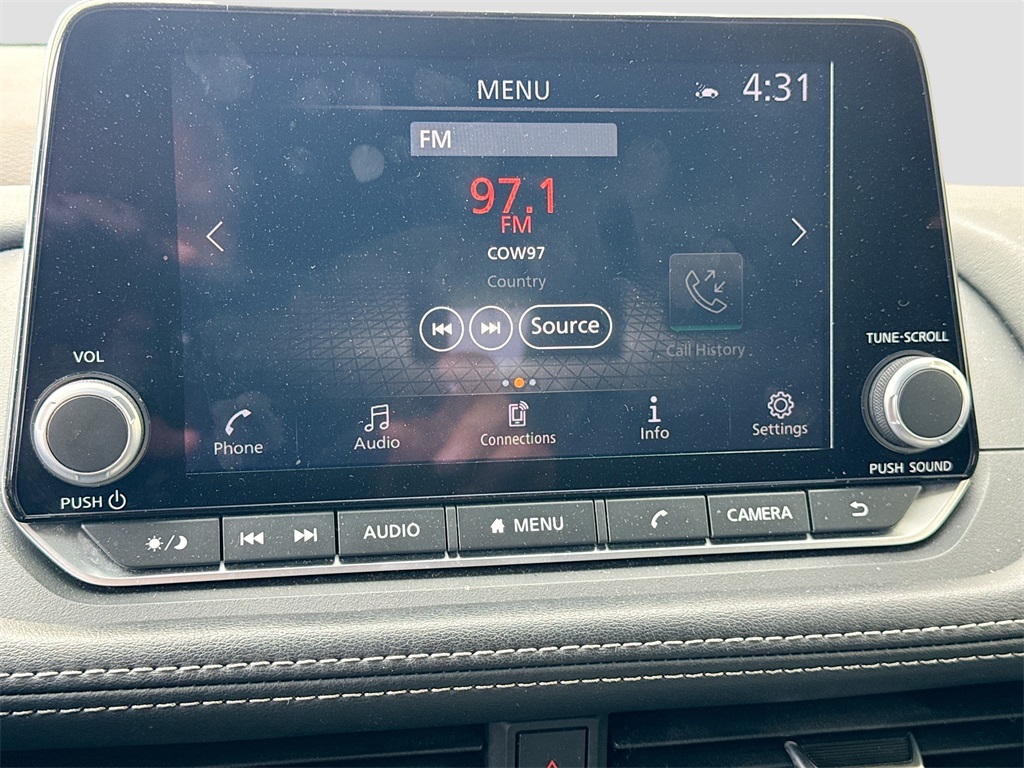 MENU
4:31
FM
97.1
FM
COW97
Country
Source
Call History
VOL
TUNE·SCROLL
Phone
Audio
Connections
Info
Settings
PUSH
PUSH SOUND
AUDIO
MENU
CAMERA